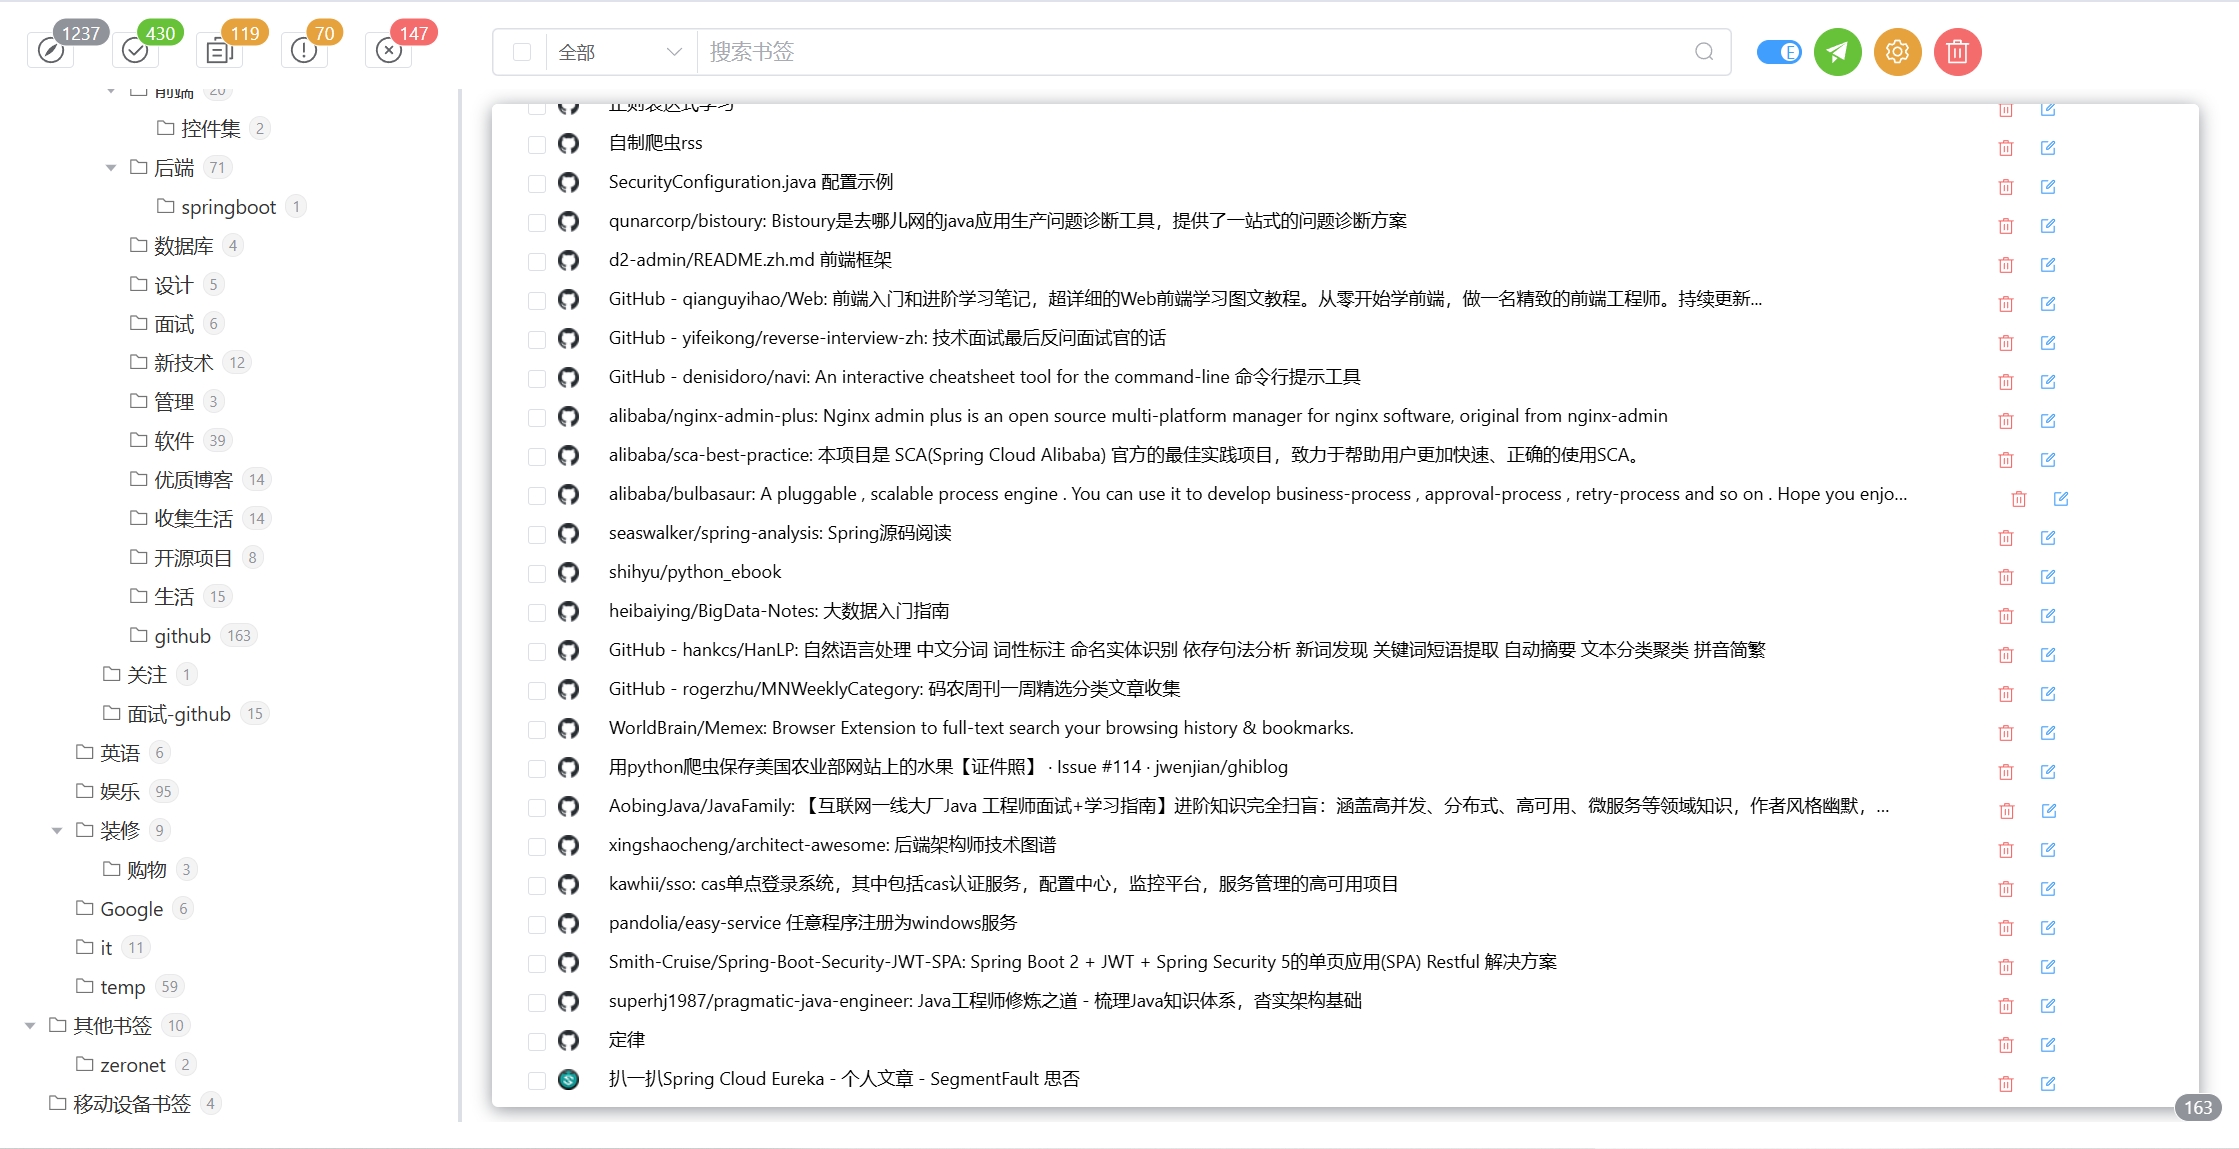 1237
430
119
70
147
全部
搜索书签
E
前端 20
控件集 2
后端 71
springboot 1
数据库 4
设计 5
面试 6
新技术 12
管理 3
软件 39
优质博客 14
收集生活 14
开源项目 8
生活 15
github 163
关注 1
面试-github 15
英语 6
娱乐 95
装修 9
购物 3
Google 6
it 11
temp 59
其他书签 10
zeronet 2
移动设备书签 4
正则表达式学习
自制爬虫rss
SecurityConfiguration.java 配置示例
qunarcorp/bistoury: Bistoury是去哪儿网的java应用生产问题诊断工具，提供了一站式的问题诊断方案
d2-admin/README.zh.md 前端框架
GitHub - qianguyihao/Web: 前端入门和进阶学习笔记，超详细的Web前端学习图文教程。从零开始学前端，做一名精致的前端工程师。持续更新...
GitHub - yifeikong/reverse-interview-zh: 技术面试最后反问面试官的话
GitHub - denisidoro/navi: An interactive cheatsheet tool for the command-line 命令行提示工具
alibaba/nginx-admin-plus: Nginx admin plus is an open source multi-platform manager for nginx software, original from nginx-admin
alibaba/sca-best-practice: 本项目是 SCA(Spring Cloud Alibaba) 官方的最佳实践项目，致力于帮助用户更加快速、正确的使用SCA。
alibaba/bulbasaur: A pluggable , scalable process engine . You can use it to develop business-process , approval-process , retry-process and so on . Hope you enjo...
seaswalker/spring-analysis: Spring源码阅读
shihyu/python_ebook
heibaiying/BigData-Notes: 大数据入门指南
GitHub - hankcs/HanLP: 自然语言处理 中文分词 词性标注 命名实体识别 依存句法分析 新词发现 关键词短语提取 自动摘要 文本分类聚类 拼音简繁
GitHub - rogerzhu/MNWeeklyCategory: 码农周刊一周精选分类文章收集
WorldBrain/Memex: Browser Extension to full-text search your browsing history & bookmarks.
用python爬虫保存美国农业部网站上的水果【证件照】 · Issue #114 · jwenjian/ghiblog
AobingJava/JavaFamily: 【互联网一线大厂Java 工程师面试+学习指南】进阶知识完全扫盲：涵盖高并发、分布式、高可用、微服务等领域知识，作者风格幽默，...
xingshaocheng/architect-awesome: 后端架构师技术图谱
kawhii/sso: cas单点登录系统，其中包括cas认证服务，配置中心，监控平台，服务管理的高可用项目
pandolia/easy-service 任意程序注册为windows服务
Smith-Cruise/Spring-Boot-Security-JWT-SPA: Spring Boot 2 + JWT + Spring Security 5的单页应用(SPA) Restful 解决方案
superhj1987/pragmatic-java-engineer: Java工程师修炼之道 - 梳理Java知识体系，沓实架构基础
定律
扒一扒Spring Cloud Eureka - 个人文章 - SegmentFault 思否
163